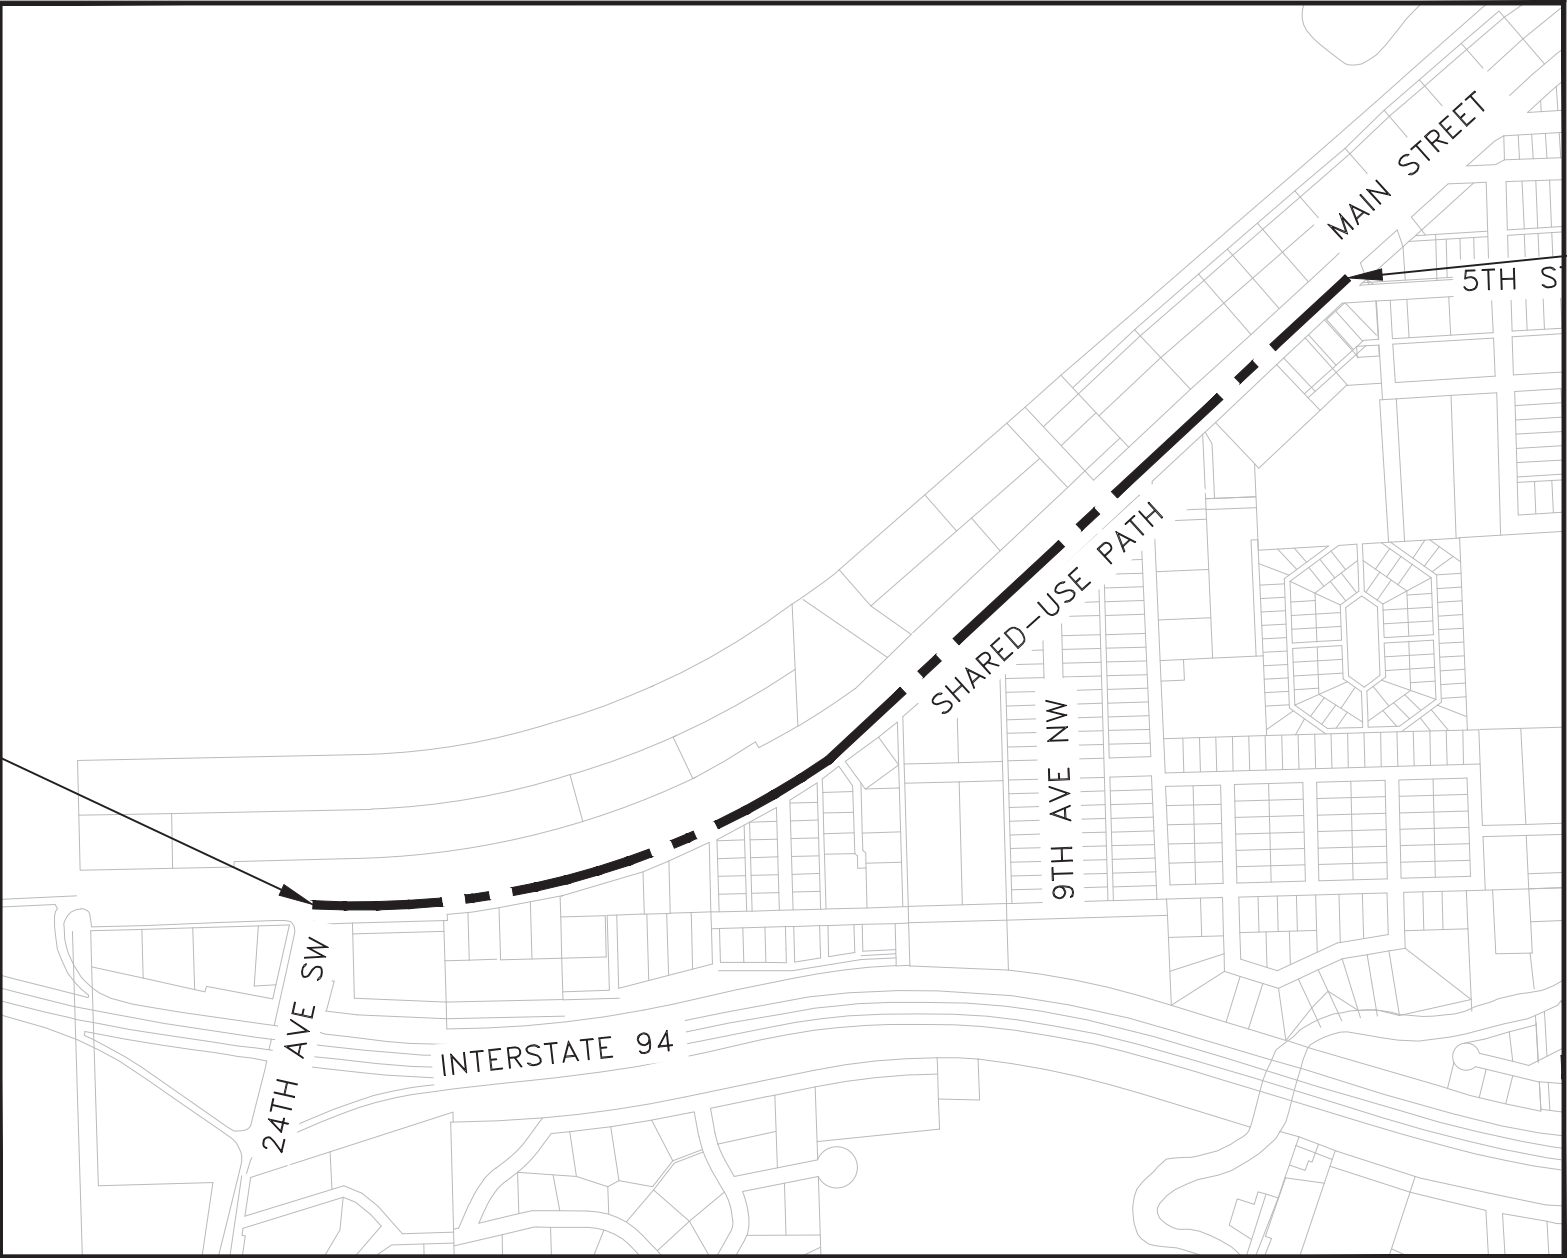 MAIN STREET
5TH S
SHARED-USE PATH
9TH AVE NW
24TH AVE SW
INTERSTATE 94